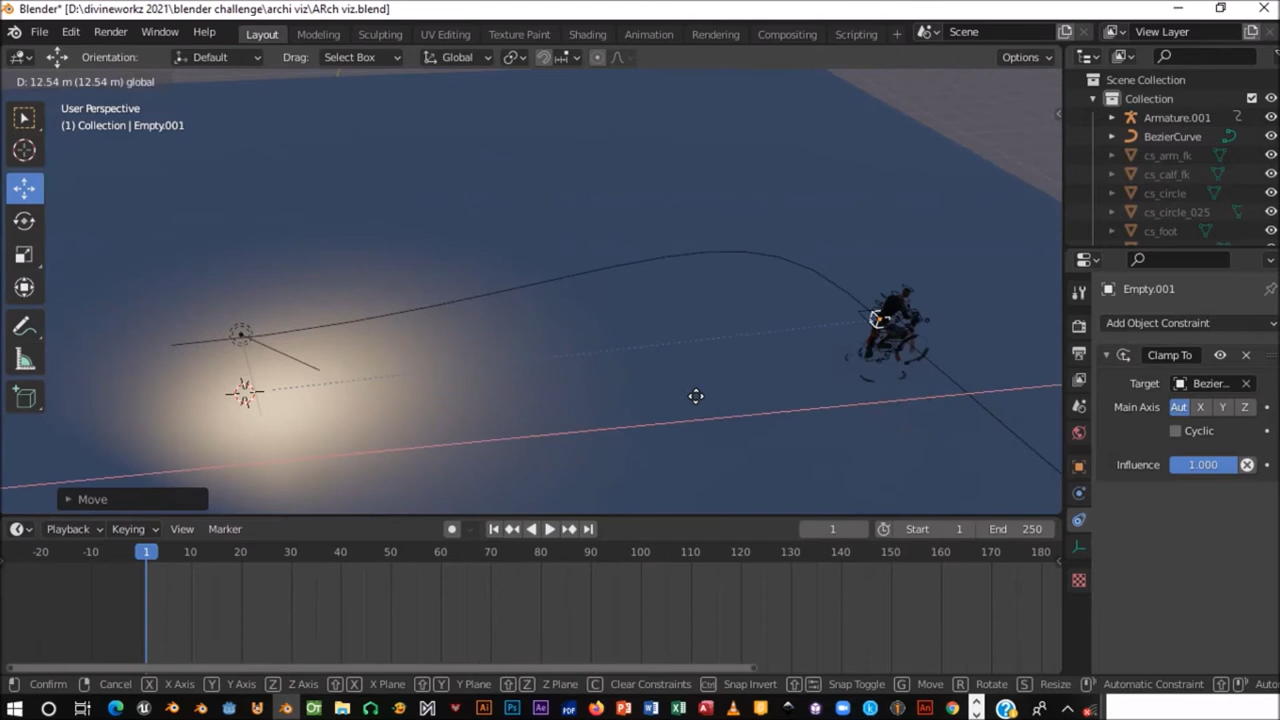 Blender* [D:\divineworkz 2021\blender challenge\archi viz\ARch viz.blend]
File Edit Render Window Help Layout Modeling Sculpting UV Editing Texture Paint Shading Animation Compositing Rendering Scripting + Scene View Layer
Orientation: Default Drag: Select Box Global Options
D: 12.54 m (12.54 m) global
User Perspective
(1) Collection | Empty.001
Scene Collection
Collection
Armature.001
BezierCurve
cs_arm_fk
cs_calf_fk
cs_circle
cs_circle_025
cs_foot
Empty.001
Add Object Constraint
Clamp To
Target Bezier...
Main Axis Aut X Y Z
Cyclic
Influence 1.000
Move
Playback Keying View Marker 1 Start 1 End 250
-20 -10 1 10 20 30 40 50 60 70 80 90 100 110 120 130 140 150 160 170 180
Confirm Cancel X X Axis Y Y Axis Z Z Axis X X Plane Y Y Plane Z Z Plane C Clear Constraints Ctrl Snap Invert Snap Toggle G Move R Rotate S Resize Automatic Constraint Auto